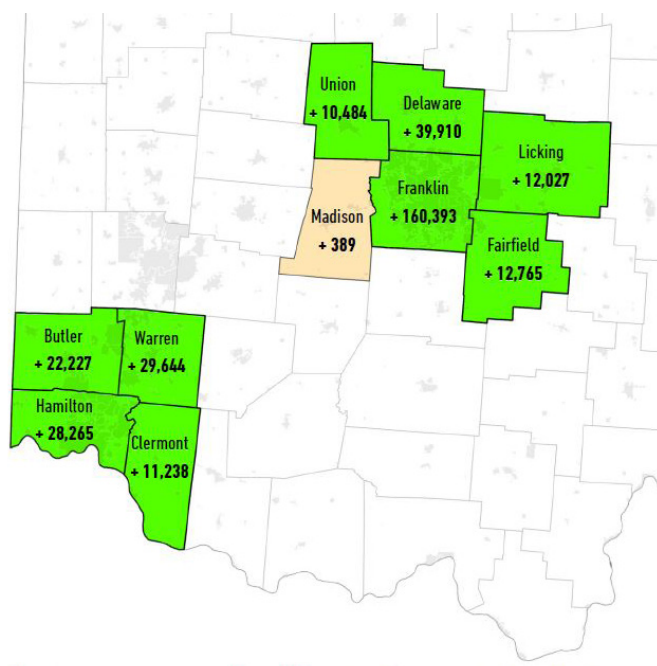 Union
+ 10,484
Delaware
+ 39,910
Licking
+ 12,027
Franklin
+ 160,393
Madison
+ 389
Fairfield
+ 12,765
Butler
+ 22,227
Warren
+ 29,644
Hamilton
+ 28,265
Clermont
+ 11,238